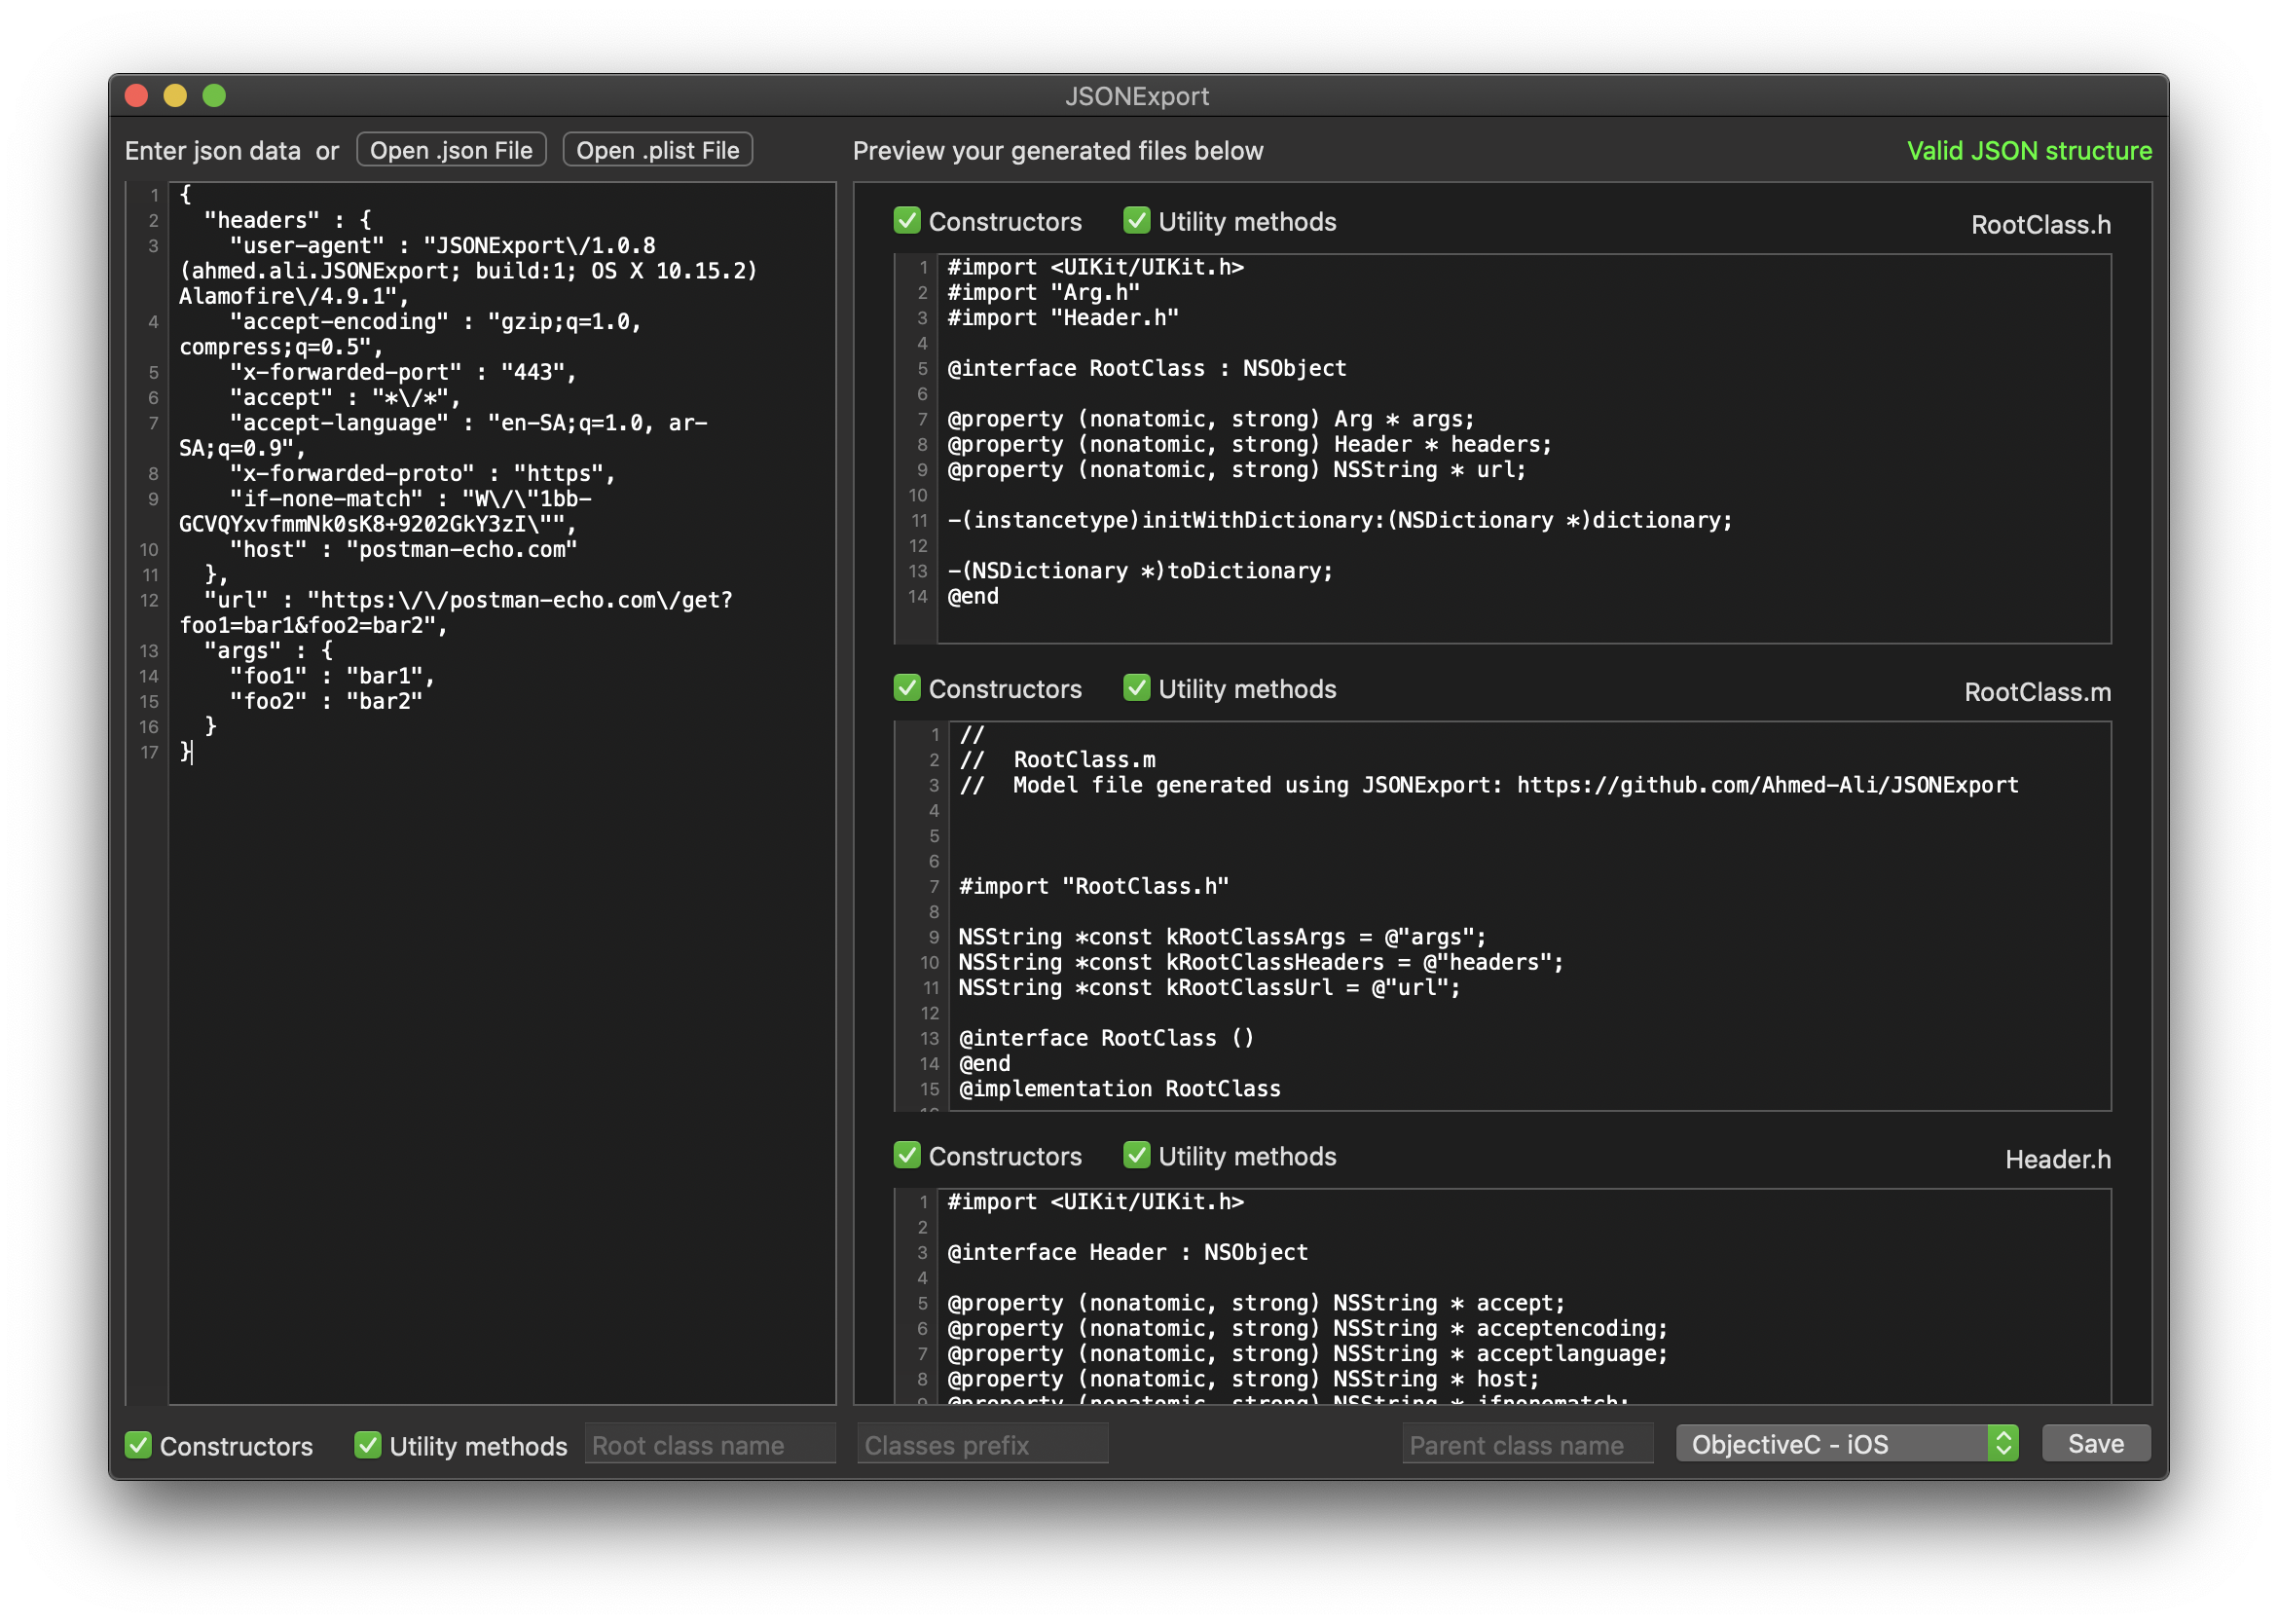 JSONExport
Enter json data or Open .json File Open .plist File
1 {
2 "headers" : {
3 "user-agent" : "JSONExport\/1.0.8
(ahmed.ali.JSONExport; build:1; OS X 10.15.2)
Alamofire\/4.9.1",
4 "accept-encoding" : "gzip;q=1.0,
compress;q=0.5",
5 "x-forwarded-port" : "443",
6 "accept" : "*\/*",
7 "accept-language" : "en-SA;q=1.0, ar-
SA;q=0.9",
8 "x-forwarded-proto" : "https",
9 "if-none-match" : "W\/\"1bb-
GCVQYxvfmmNk0sK8+9202GkY3zI\"",
10 "host" : "postman-echo.com"
11 },
12 "url" : "https:\/\/postman-echo.com\/get?
foo1=bar1&foo2=bar2",
13 "args" : {
14 "foo1" : "bar1",
15 "foo2" : "bar2"
16 }
17 }
Preview your generated files below
Valid JSON structure
Constructors Utility methods RootClass.h
1 #import <UIKit/UIKit.h>
2 #import "Arg.h"
3 #import "Header.h"
4
5 @interface RootClass : NSObject
6
7 @property (nonatomic, strong) Arg * args;
8 @property (nonatomic, strong) Header * headers;
9 @property (nonatomic, strong) NSString * url;
10
11 -(instancetype)initWithDictionary:(NSDictionary *)dictionary;
12
13 -(NSDictionary *)toDictionary;
14 @end
Constructors Utility methods RootClass.m
1 //
2 // RootClass.m
3 // Model file generated using JSONExport: https://github.com/Ahmed-Ali/JSONExport
4
5
6
7 #import "RootClass.h"
8
9 NSString *const kRootClassArgs = @"args";
10 NSString *const kRootClassHeaders = @"headers";
11 NSString *const kRootClassUrl = @"url";
12
13 @interface RootClass ()
14 @end
15 @implementation RootClass
Constructors Utility methods Header.h
1 #import <UIKit/UIKit.h>
2
3 @interface Header : NSObject
4
5 @property (nonatomic, strong) NSString * accept;
6 @property (nonatomic, strong) NSString * acceptencoding;
7 @property (nonatomic, strong) NSString * acceptlanguage;
8 @property (nonatomic, strong) NSString * host;
9 @property (nonatomic, strong) NSString * ifnonematch;
Constructors Utility methods Root class name Classes prefix Parent class name ObjectiveC - iOS Save